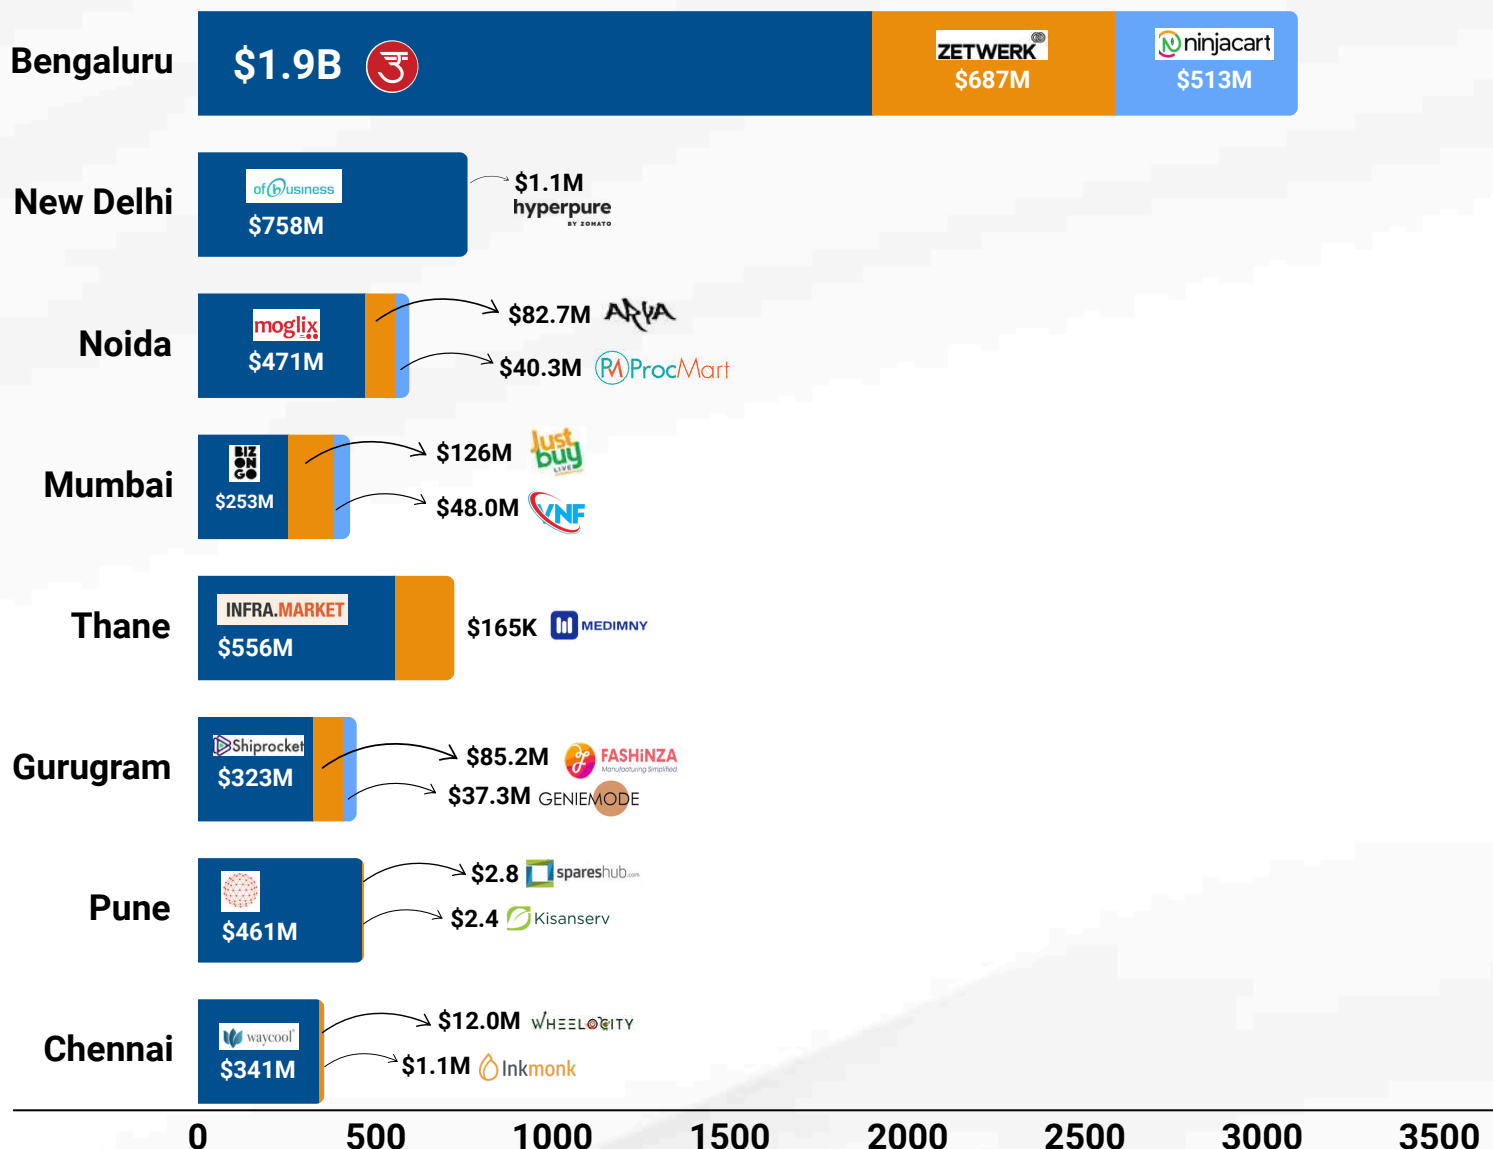 Bengaluru
$1.9B
उ
ZETWERK
$687M
ninjacart
$513M
New Delhi
ofbusiness
$758M
$1.1M
hyperpure
BY ZOMATO
Noida
moglix
$471M
$82.7M ARYA
$40.3M PM ProcMart
Mumbai
BIZ
ON
GO
$253M
$126M
Just
buy
LIVE
$48.0M VNF
Thane
INFRA.MARKET
$556M
$165K MEDIMNY
Gurugram
Shiprocket
$323M
$85.2M FASHINZA
Manufacturing Simplified
$37.3M GENIEMODE
Pune
$461M
$2.8 spareshub.com
$2.4 Kisanserv
Chennai
waycool
$341M
$12.0M WHEELOCITY
$1.1M Inkmonk
0 500 1000 1500 2000 2500 3000 3500